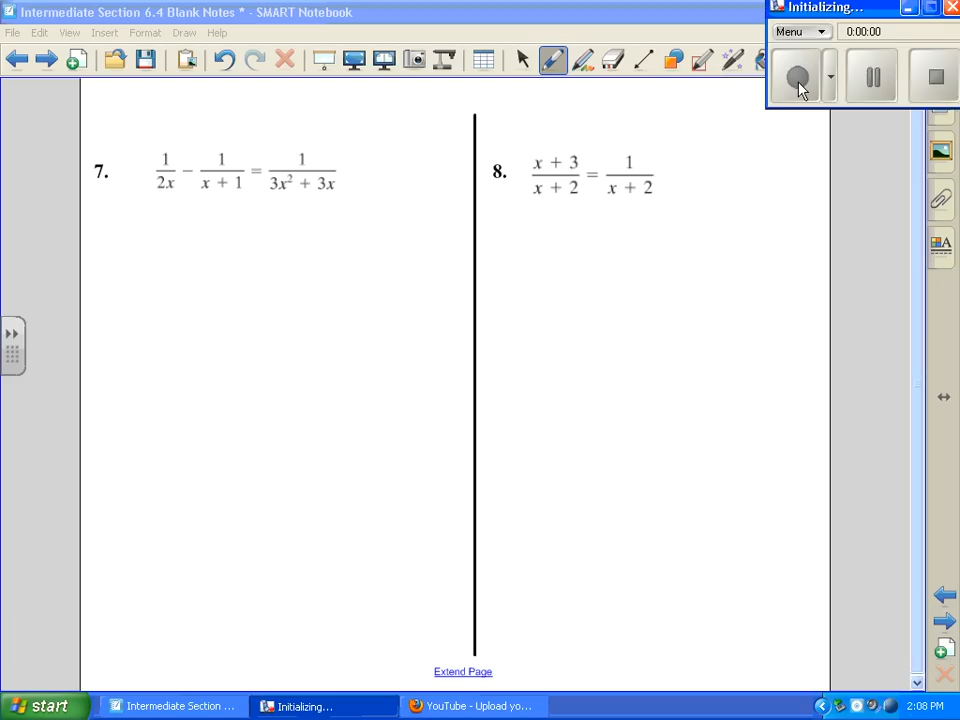 Intermediate Section 6.4 Blank Notes * - SMART Notebook
Initializing...
File Edit View Insert Format Draw Help
Menu 0:00:00
7. 1/2x − 1/(x + 1) = 1/(3x² + 3x)
8. (x + 3)/(x + 2) = 1/(x + 2)
Extend Page
start Intermediate Section ... Initializing... YouTube - Upload yo... 2:08 PM